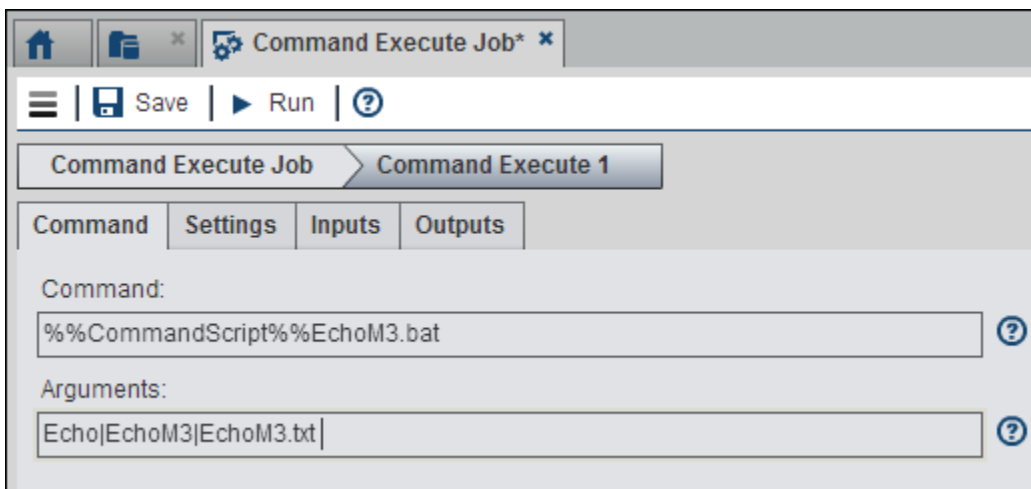 Command Execute Job*
Save Run
Command Execute Job Command Execute 1
Command Settings Inputs Outputs
Command:
%%CommandScript%%EchoM3.bat
Arguments:
Echo|EchoM3|EchoM3.txt